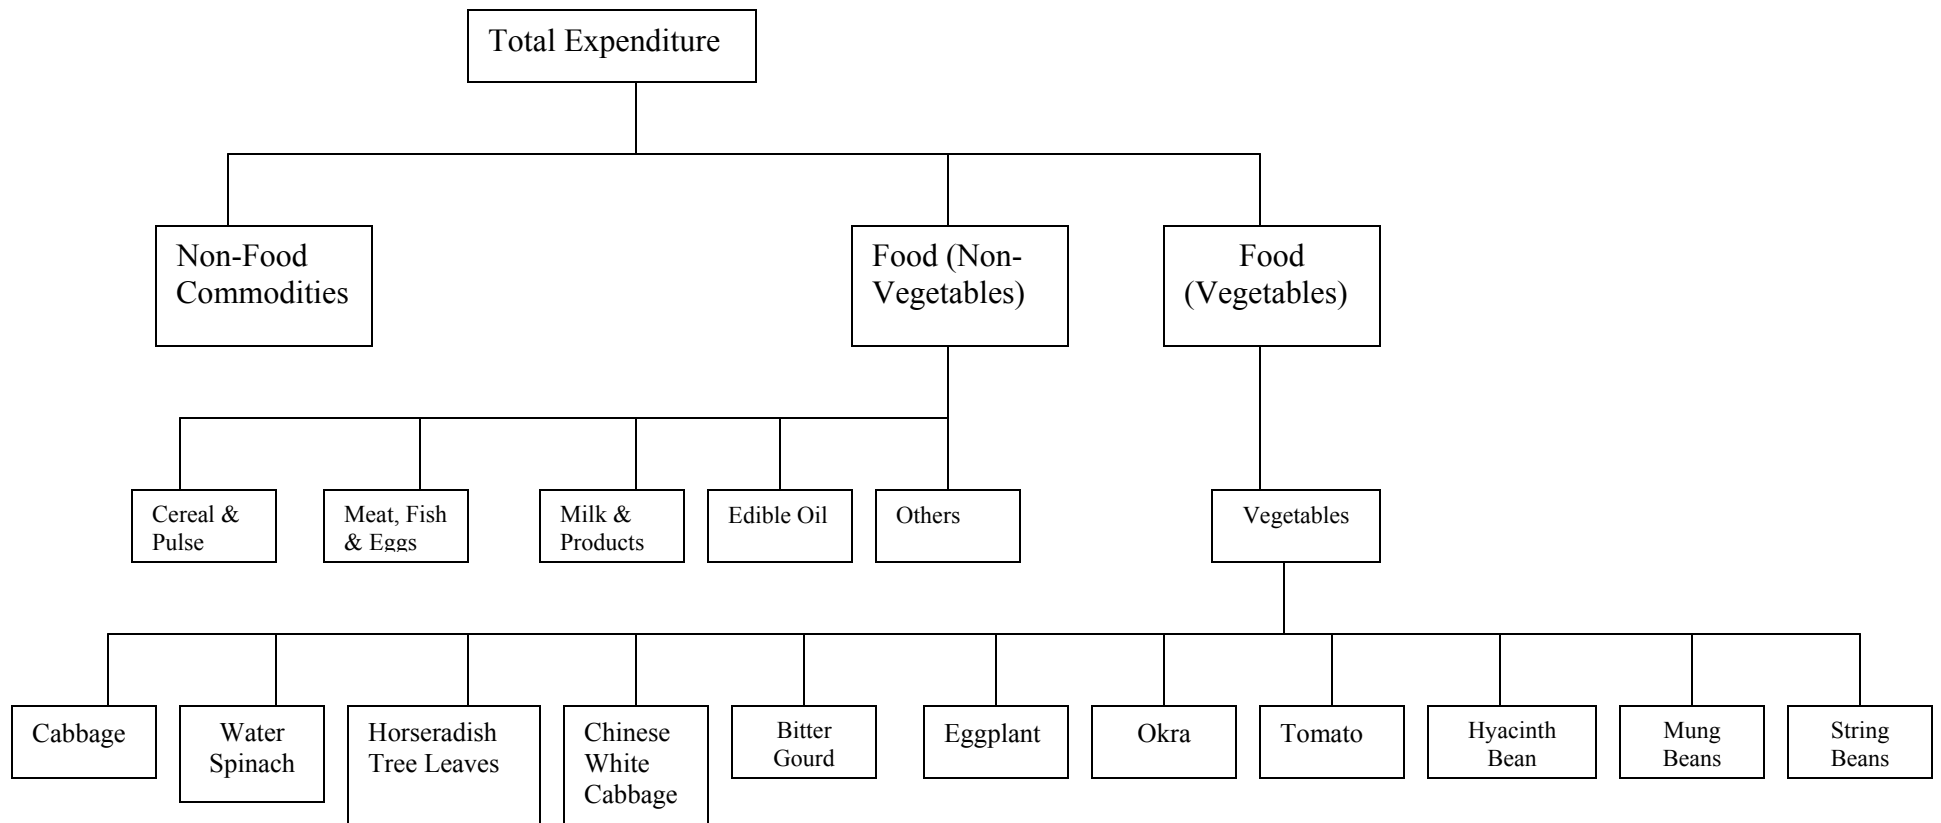 Total Expenditure
Non-Food
Commodities
Food (Non-
Vegetables)
Food
(Vegetables)
Cereal &
Pulse
Meat, Fish
& Eggs
Milk &
Products
Edible Oil
Others
Vegetables
Cabbage
Water
Spinach
Horseradish
Tree Leaves
Chinese
White
Cabbage
Bitter
Gourd
Eggplant
Okra
Tomato
Hyacinth
Bean
Mung
Beans
String
Beans